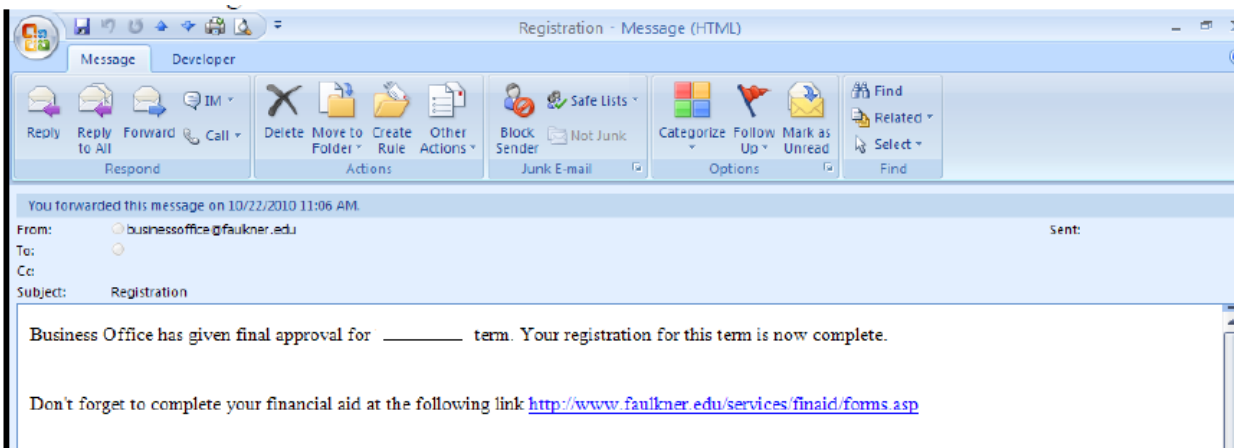 Registration - Message (HTML)
Message Developer
Reply Reply to All Forward IM Call Delete Move to Folder Create Rule Other Actions Block Sender Safe Lists Not Junk Categorize Follow Up Mark as Unread Find Related Select
Respond Actions Junk E-mail Options Find
You forwarded this message on 10/22/2010 11:06 AM.
From: businessoffice@faulkner.edu Sent:
To:
Cc:
Subject: Registration
Business Office has given final approval for ________ term. Your registration for this term is now complete.
Don't forget to complete your financial aid at the following link http://www.faulkner.edu/services/finaid/forms.asp